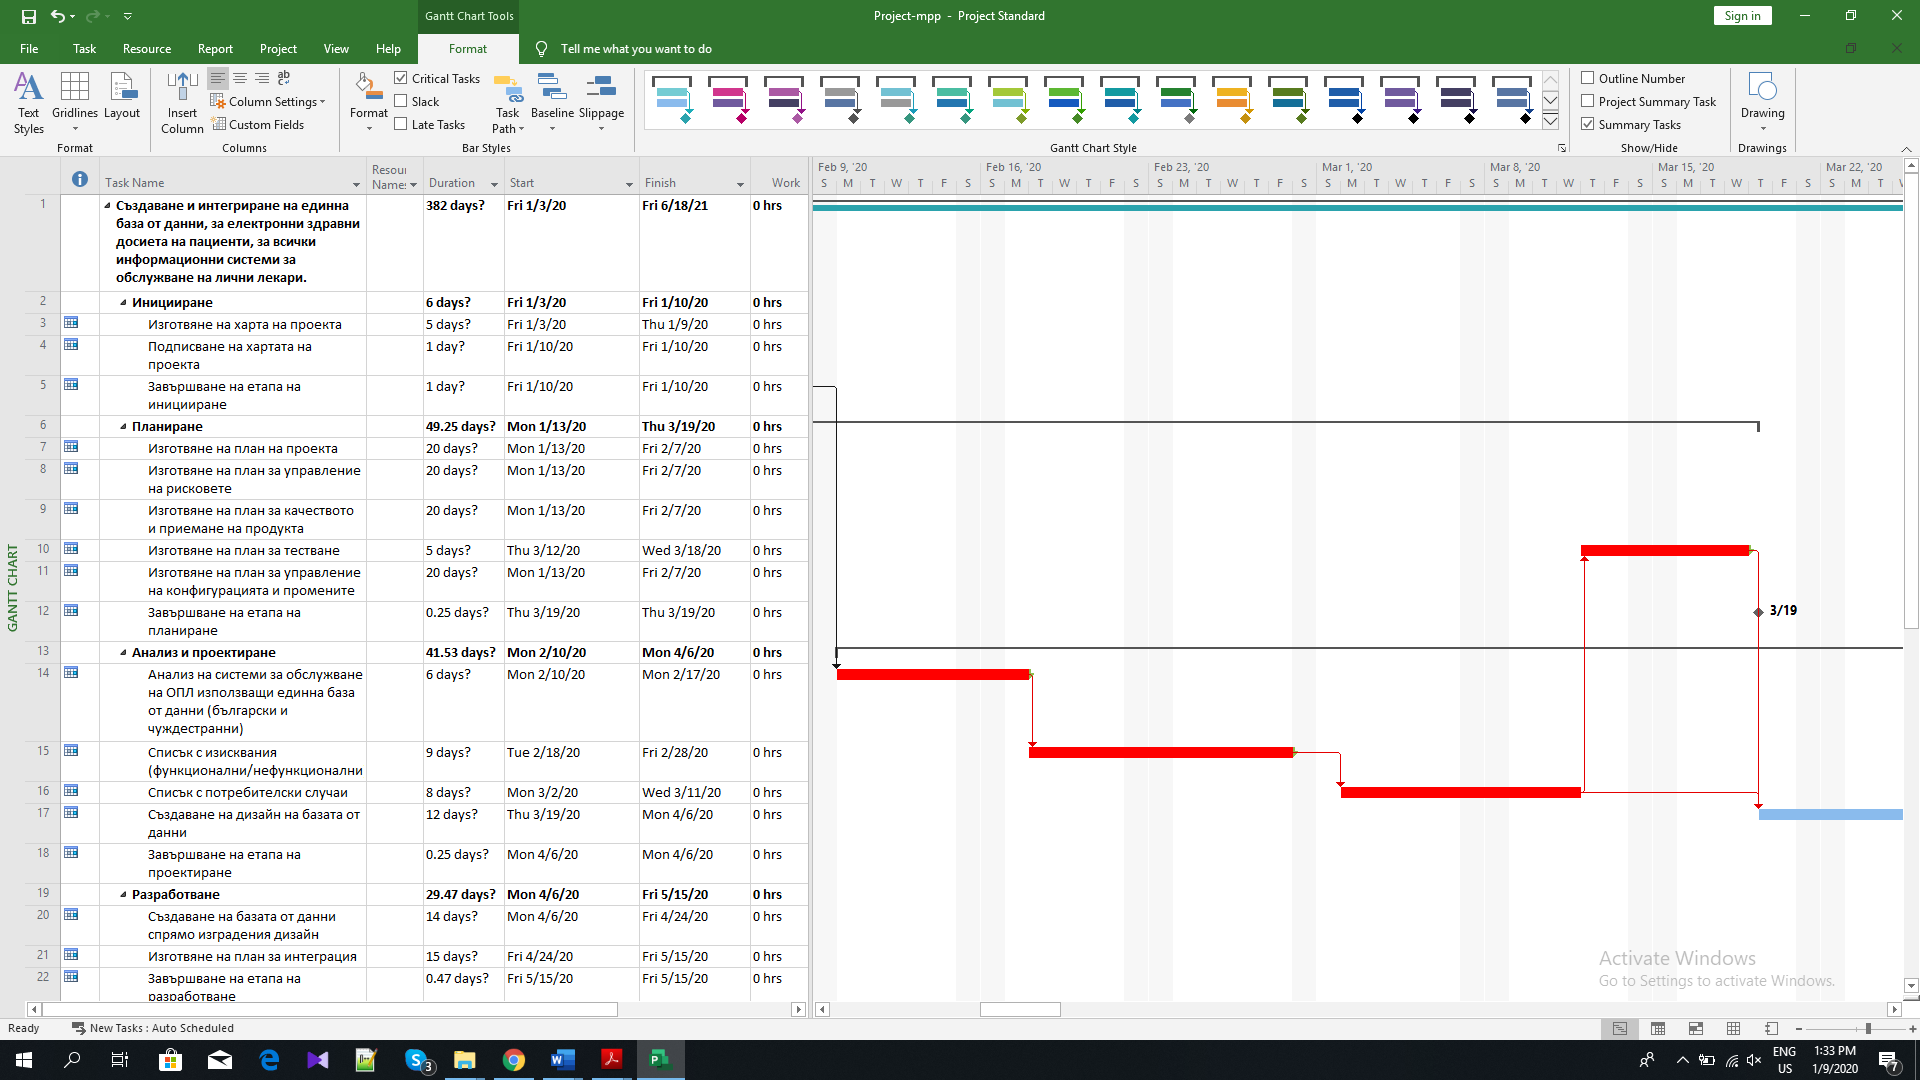 Gantt Chart Tools
Project-mpp - Project Standard
Sign in
File Task Resource Report Project View Help Format Tell me what you want to do
Text Styles
Gridlines
Layout
Format
Insert Column
Column Settings
Custom Fields
Columns
Format
Critical Tasks
Slack
Late Tasks
Task Path
Baseline
Slippage
Bar Styles
Gantt Chart Style
Outline Number
Project Summary Task
Summary Tasks
Show/Hide
Drawing
Drawings
Task Name Duration Start Finish Work
Feb 9, '20 Feb 16, '20 Feb 23, '20 Mar 1, '20 Mar 8, '20 Mar 15, '20 Mar 22, '20
S M T W T F S S M T W T F S S M T W T F S S M T W T F S S M T W T F S S M T W T F S S M T
1 Създаване и интегриране на единна 382 days? Fri 1/3/20 Fri 6/18/21 0 hrs
база от данни, за електронни здравни
досиета на пациенти, за всички
информационни системи за
обслужване на лични лекари.
2 Иницииране 6 days? Fri 1/3/20 Fri 1/10/20 0 hrs
3 Изготвяне на харта на проекта 5 days? Fri 1/3/20 Thu 1/9/20 0 hrs
4 Подписване на хартата на 1 day? Fri 1/10/20 Fri 1/10/20 0 hrs
проекта
5 Завършване на етапа на 1 day? Fri 1/10/20 Fri 1/10/20 0 hrs
иницииране
6 Планиране 49.25 days? Mon 1/13/20 Thu 3/19/20 0 hrs
7 Изготвяне на план на проекта 20 days? Mon 1/13/20 Fri 2/7/20 0 hrs
8 Изготвяне на план за управление 20 days? Mon 1/13/20 Fri 2/7/20 0 hrs
на рисковете
9 Изготвяне на план за качеството 20 days? Mon 1/13/20 Fri 2/7/20 0 hrs
и приемане на продукта
10 Изготвяне на план за тестване 5 days? Thu 3/12/20 Wed 3/18/20 0 hrs
11 Изготвяне на план за управление 20 days? Mon 1/13/20 Fri 2/7/20 0 hrs
на конфигурацията и промените
12 Завършване на етапа на 0.25 days? Thu 3/19/20 Thu 3/19/20 0 hrs 3/19
планиране
13 Анализ и проектиране 41.53 days? Mon 2/10/20 Mon 4/6/20 0 hrs
14 Анализ на системи за обслужване 6 days? Mon 2/10/20 Mon 2/17/20 0 hrs
на ОПЛ използващи единна база
от данни (български и
чуждестранни)
15 Списък с изисквания 9 days? Tue 2/18/20 Fri 2/28/20 0 hrs
(функционални/нефункционални
16 Списък с потребителски случаи 8 days? Mon 3/2/20 Wed 3/11/20 0 hrs
17 Създаване на дизайн на базата от 12 days? Thu 3/19/20 Mon 4/6/20 0 hrs
данни
18 Завършване на етапа на 0.25 days? Mon 4/6/20 Mon 4/6/20 0 hrs
проектиране
19 Разработване 29.47 days? Mon 4/6/20 Fri 5/15/20 0 hrs
20 Създаване на базата от данни 14 days? Mon 4/6/20 Fri 4/24/20 0 hrs
спрямо изградения дизайн
21 Изготвяне на план за интеграция 15 days? Fri 4/24/20 Fri 5/15/20 0 hrs
22 Завършване на етапа на 0.47 days? Fri 5/15/20 Fri 5/15/20 0 hrs
разработване
GANTT CHART
Activate Windows
Go to Settings to activate Windows.
Ready New Tasks : Auto Scheduled
3
ENG
US
1:33 PM
1/9/2020
7